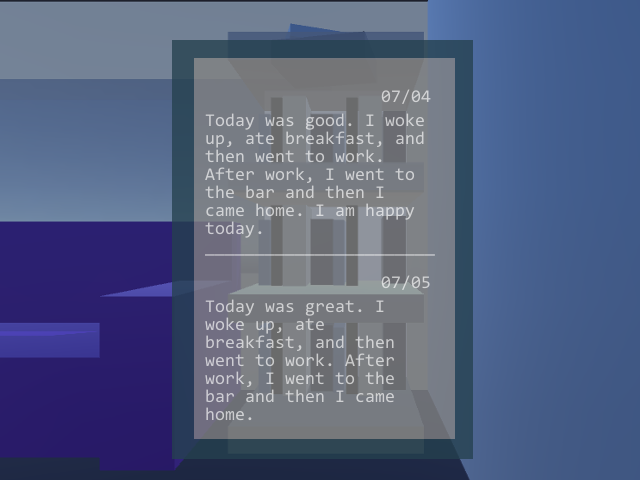 07/04
Today was good. I woke
up, ate breakfast, and
then went to work.
After work, I went to
the bar and then I
came home. I am happy
today.
07/05
Today was great. I
woke up, ate
breakfast, and then
went to work. After
work, I went to the
bar and then I came
home.